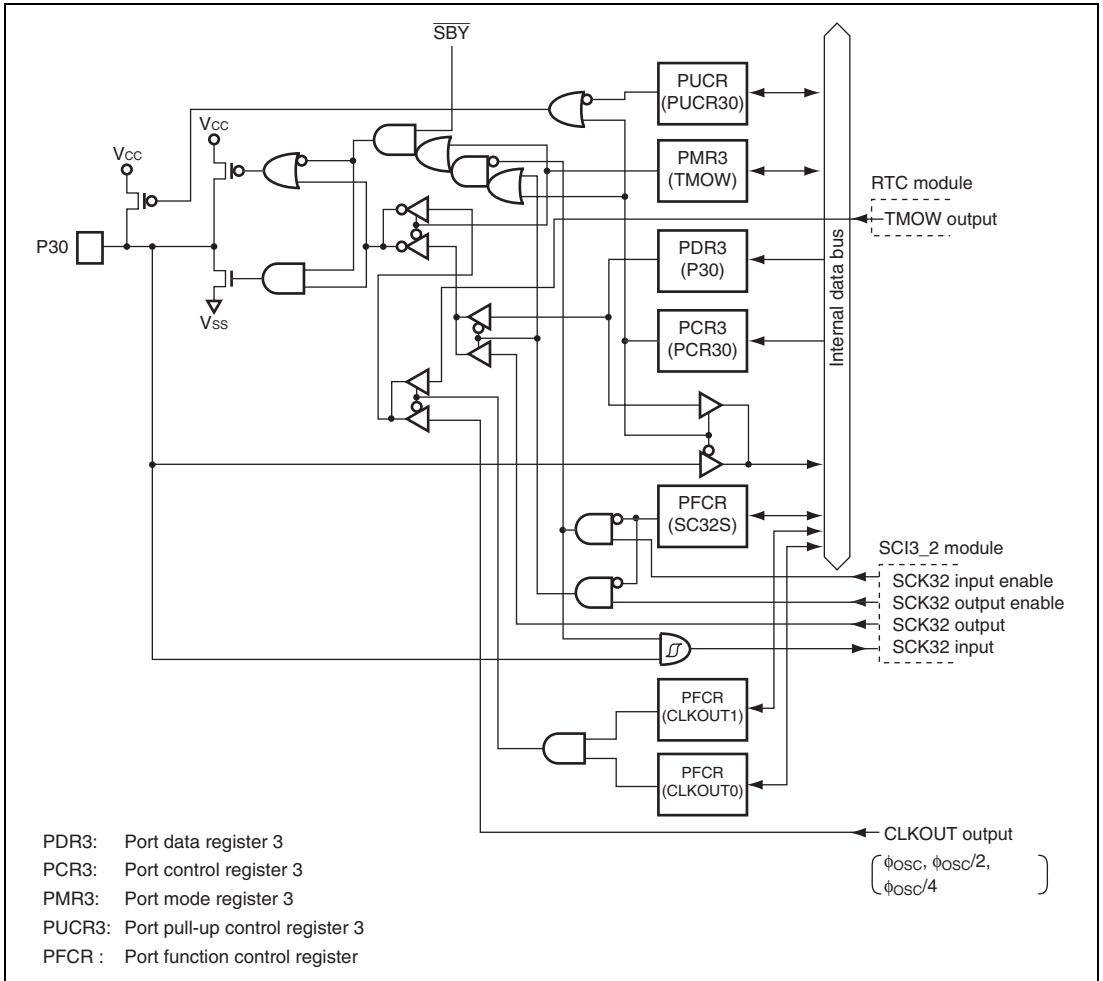 SBY
PUCR
(PUCR30)
VCC
VCC
PMR3
(TMOW)
RTC module
TMOW output
P30
PDR3
(P30)
Internal data bus
VSS
PCR3
(PCR30)
PFCR
(SC32S)
SCI3_2 module
SCK32 input enable
SCK32 output enable
SCK32 output
SCK32 input
PFCR
(CLKOUT1)
PFCR
(CLKOUT0)
CLKOUT output
ϕOSC, ϕOSC/2,
ϕOSC/4
PDR3: Port data register 3
PCR3: Port control register 3
PMR3: Port mode register 3
PUCR3: Port pull-up control register 3
PFCR : Port function control register